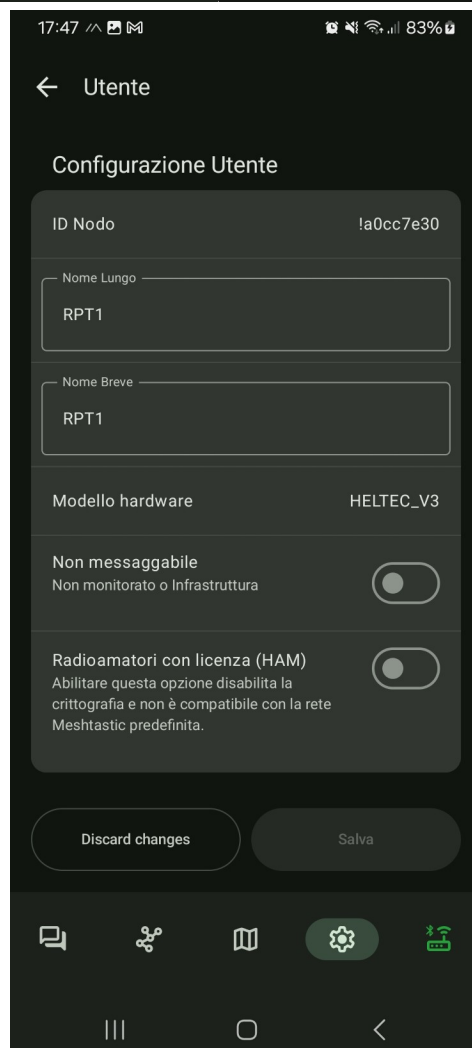 17:47
83%
Utente
Configurazione Utente
ID Nodo
!a0cc7e30
Nome Lungo
RPT1
Nome Breve
RPT1
Modello hardware
HELTEC_V3
Non messaggabile
Non monitorato o Infrastruttura
Radioamatori con licenza (HAM)
Abilitare questa opzione disabilita la
crittografia e non è compatibile con la rete
Meshtastic predefinita.
Discard changes
Salva